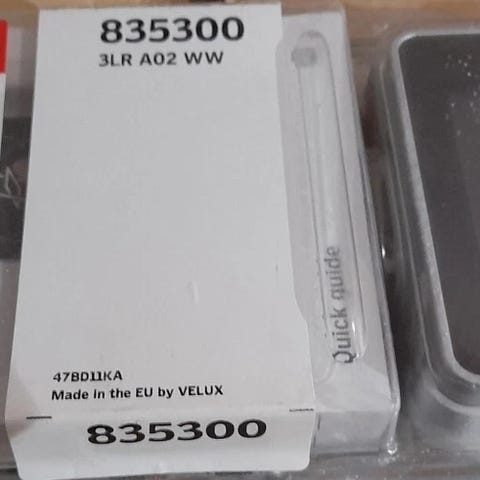 835300
3LR A02 WW
Quick guide
47BD11KA
Made in the EU by VELUX
835300